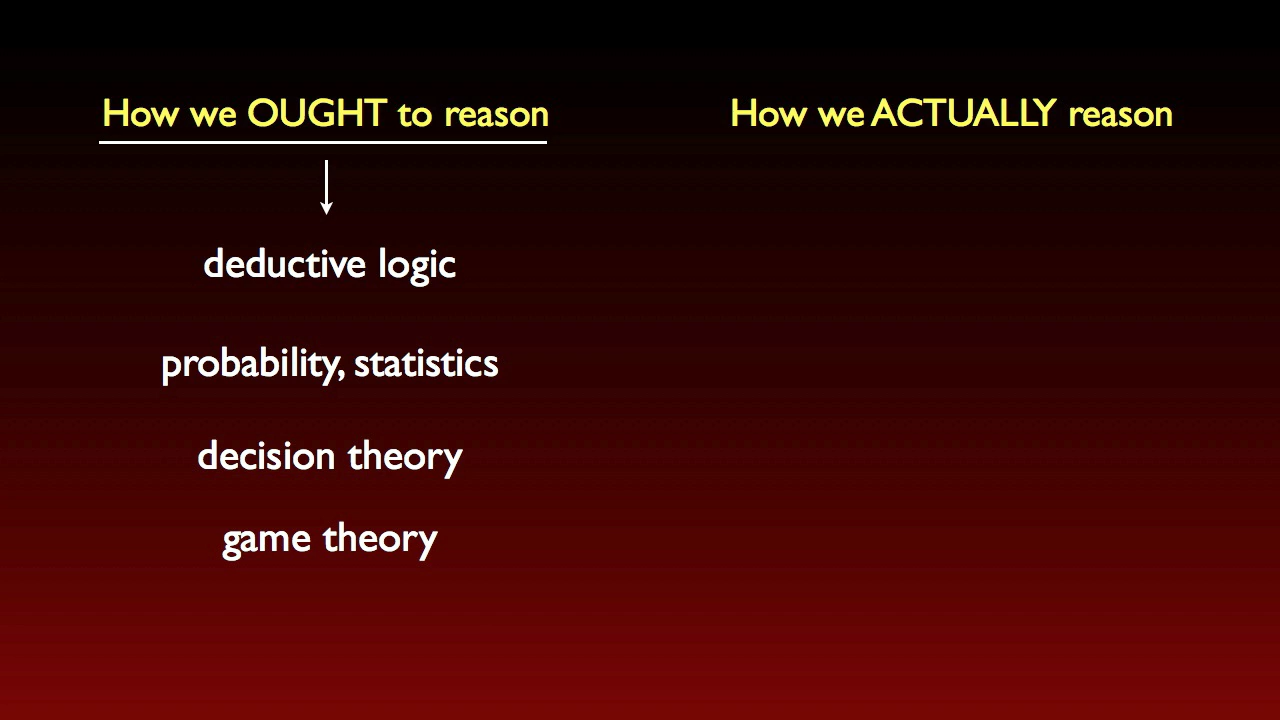 How we OUGHT to reason
How we ACTUALLY reason
deductive logic
probability, statistics
decision theory
game theory